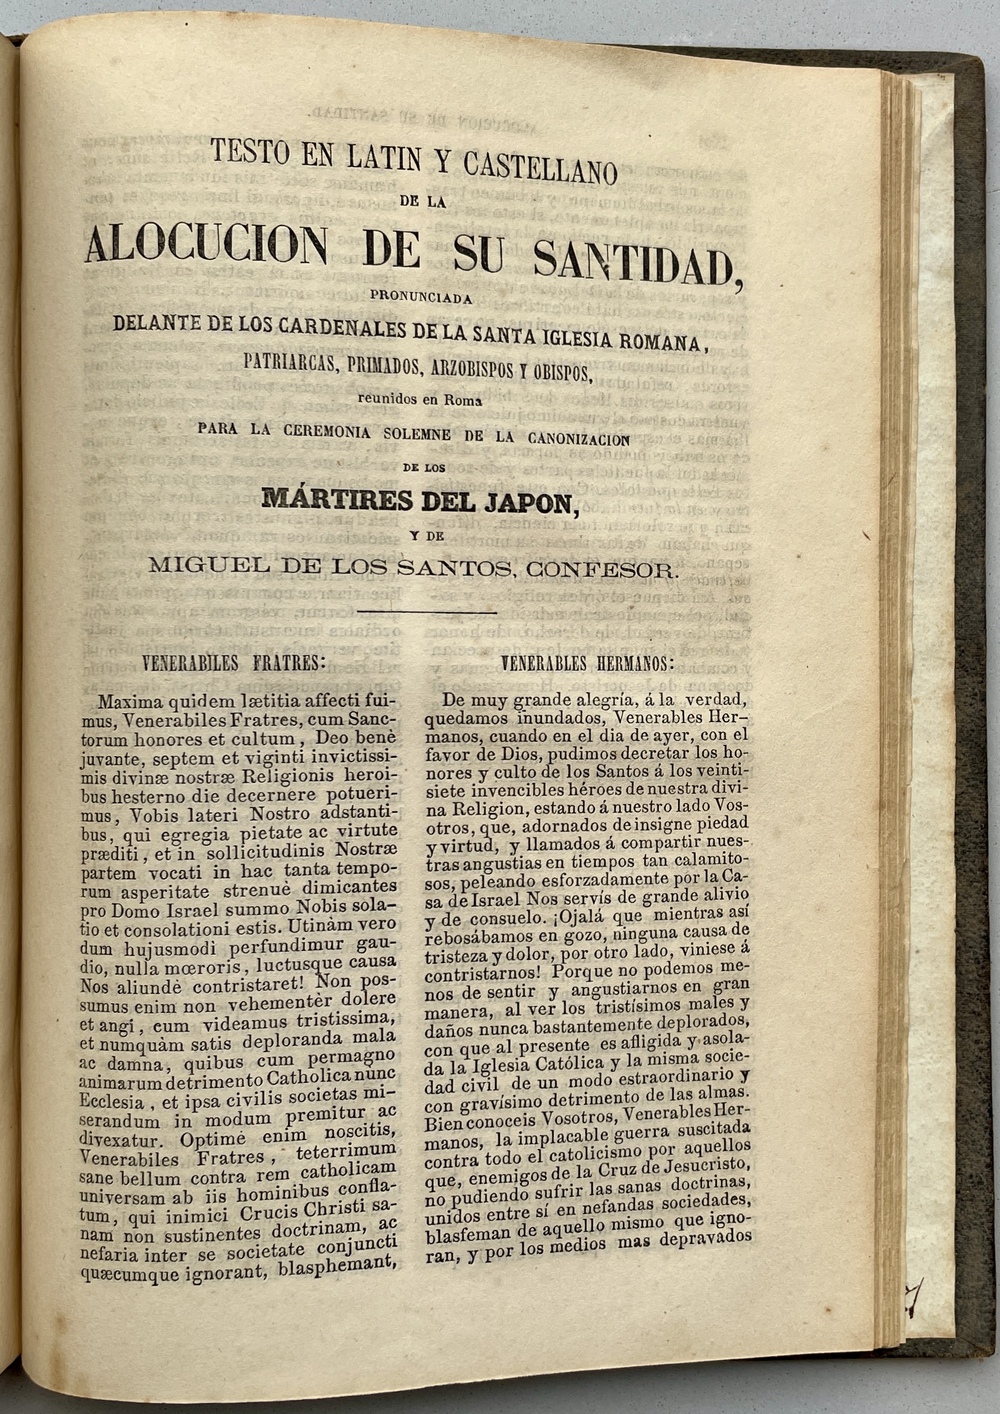 TESTO EN LATIN Y CASTELLANO
DE LA
ALOCUCION DE SU SANTIDAD,
PRONUNCIADA
DELANTE DE LOS CARDENALES DE LA SANTA IGLESIA ROMANA,
PATRIARCAS, PRIMADOS, ARZOBISPOS Y OBISPOS,
reunidos en Roma
PARA LA CEREMONIA SOLEMNE DE LA CANONIZACION
DE LOS
MÁRTIRES DEL JAPON,
Y DE
MIGUEL DE LOS SANTOS, CONFESOR.
VENERABILES FRATRES:
Maxima quidem lætitia affecti fui-
mus, Venerabiles Fratres, cum Sanc-
torum honores et cultum, Deo benè
juvante, septem et viginti invictissi-
mis divinæ nostræ Religionis heroi-
bus hesterno die decernere potueri-
mus, Vobis lateri Nostro adstanti-
bus, qui egregia pietate ac virtute
præditi, et in sollicitudinis Nostræ
partem vocati in hac tanta tempo-
rum asperitate strenuè dimicantes
pro Domo Israel summo Nobis sola-
tio et consolationi estis. Utinàm vero
dum hujusmodi perfundimur gau-
dio, nulla mœroris, luctusque causa
Nos aliundè contristaret! Non pos-
sumus enim non vehementèr dolere
et angi, cum videamus tristissima,
et numquàm satis deploranda mala
ac damna, quibus cum permagno
animarum detrimento Catholica nunc
Ecclesia, et ipsa civilis societas mi-
serandum in modum premitur ac
divexatur. Optimè enim noscitis,
Venerabiles Fratres, teterrimum
sane bellum contra rem catholicam
universam ab iis hominibus confla-
tum, qui inimici Crucis Christi sa-
nam non sustinentes doctrinam, ac
nefaria inter se societate conjuncti
quæcumque ignorant, blasphemant,
VENERABLES HERMANOS:
De muy grande alegría, á la verdad,
quedamos inundados, Venerables Her-
manos, cuando en el dia de ayer, con el
favor de Dios, pudimos decretar los ho-
nores y culto de los Santos á los veinti-
siete invencibles héroes de nuestra divi-
na Religion, estando á nuestro lado Vos-
otros, que, adornados de insigne piedad
y virtud, y llamados á compartir nues-
tras angustias en tiempos tan calamito-
sos, peleando esforzadamente por la Ca-
sa de Israel Nos servís de grande alivio
y de consuelo. ¡Ojalá que mientras así
rebosábamos en gozo, ninguna causa de
tristeza y dolor, por otro lado, viniese á
contristarnos! Porque no podemos me-
nos de sentir y angustiarnos en gran
manera, al ver los tristísimos males y
daños nunca bastantemente deplorados,
con que al presente es afligida y asola-
da la Iglesia Católica y la misma socie-
dad civil de un modo estraordinario y
con gravísimo detrimento de las almas.
Bien conoceis Vosotros, Venerables Her-
manos, la implacable guerra suscitada
contra todo el catolicismo por aquellos
que, enemigos de la Cruz de Jesucristo,
no pudiendo sufrir las sanas doctrinas,
unidos entre sí en nefandas sociedades,
blasfeman de aquello mismo que igno-
ran, y por los medios mas depravados